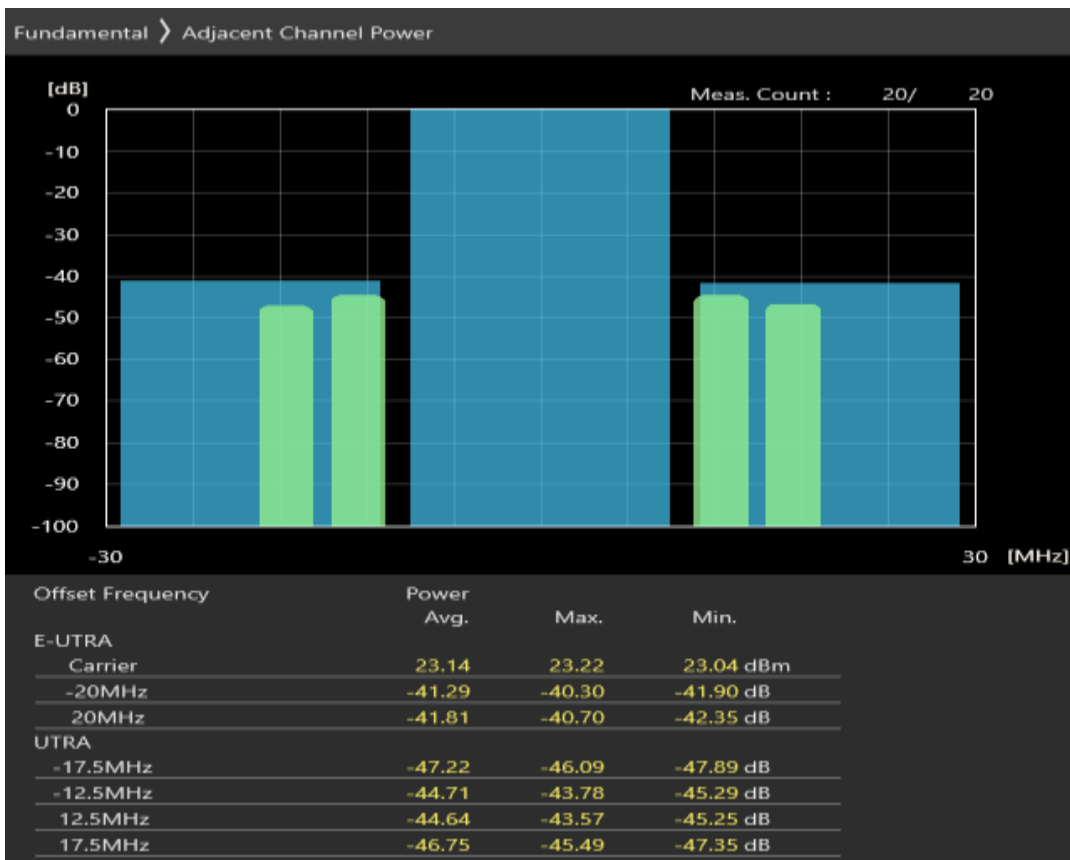 Fundamental ❯ Adjacent Channel Power
[dB]
Meas. Count : 20/ 20
0
-10
-20
-30
-40
-50
-60
-70
-80
-90
-100
-30 30 [MHz]
Offset Frequency Power
Avg. Max. Min.
E-UTRA
Carrier 23.14 23.22 23.04 dBm
-20MHz -41.29 -40.30 -41.90 dB
20MHz -41.81 -40.70 -42.35 dB
UTRA
-17.5MHz -47.22 -46.09 -47.89 dB
-12.5MHz -44.71 -43.78 -45.29 dB
12.5MHz -44.64 -43.57 -45.25 dB
17.5MHz -46.75 -45.49 -47.35 dB